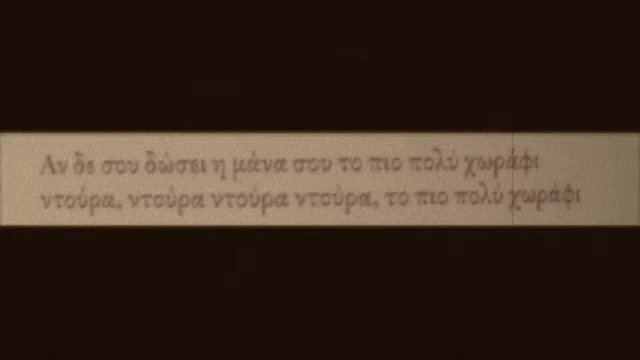 Αν δε σου δώσει η μάνα σου το πιο πολύ χωράφι
ντούρα, ντούρα ντούρα ντούρα, το πιο πολύ χωράφι